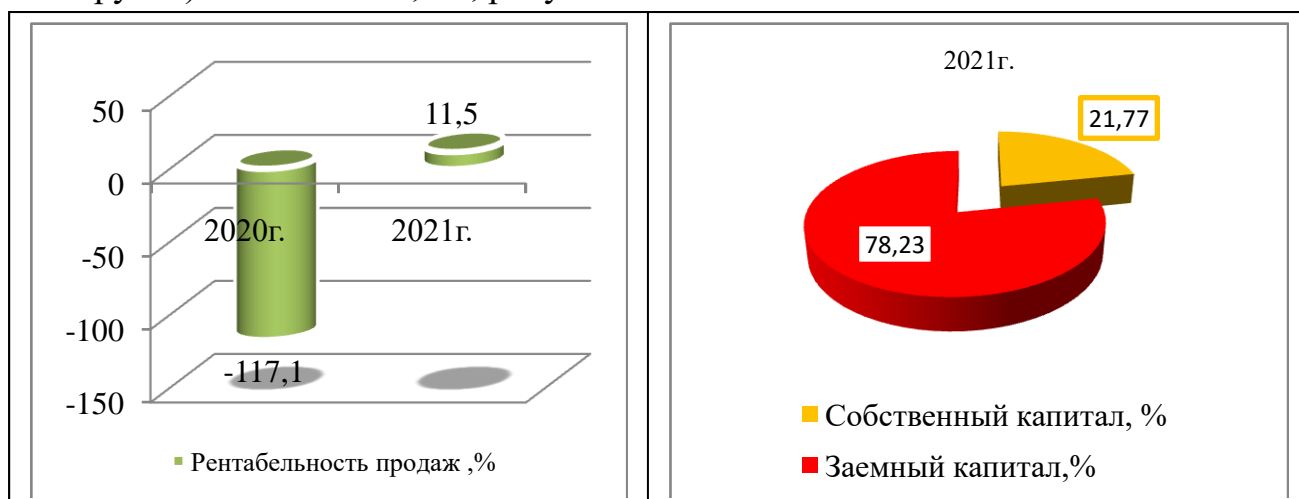 50
11,5
0
2020г.
2021г.
-50
-100
-117,1
-150
Рентабельность продаж ,%
2021г.
21,77
78,23
Собственный капитал, %
Заемный капитал,%